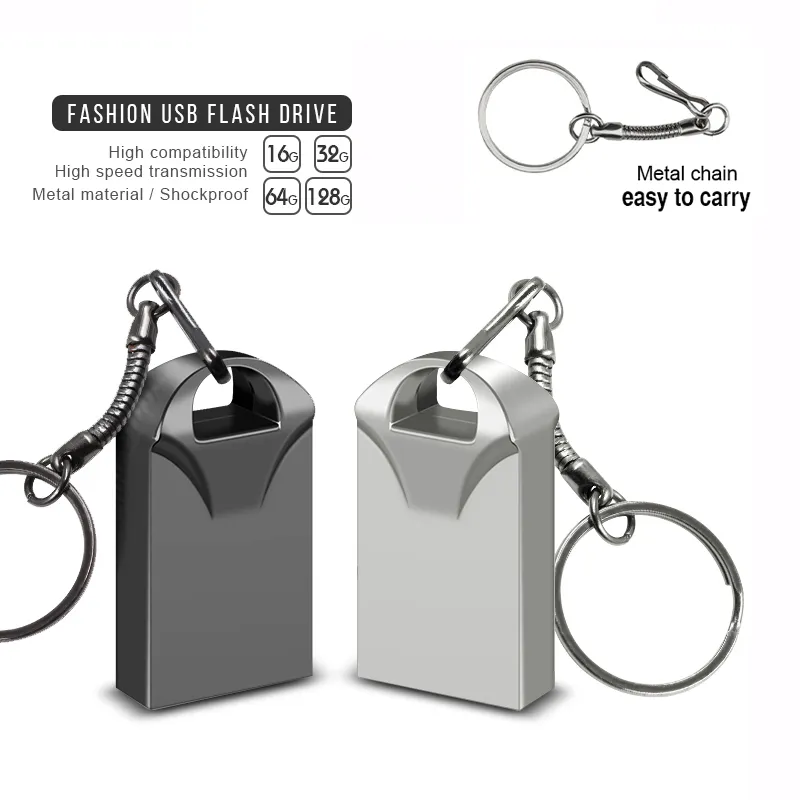 FASHION USB FLASH DRIVE
High compatibility
High speed transmission
Metal material / Shockproof
16G 32G
64G 128G
Metal chain
easy to carry